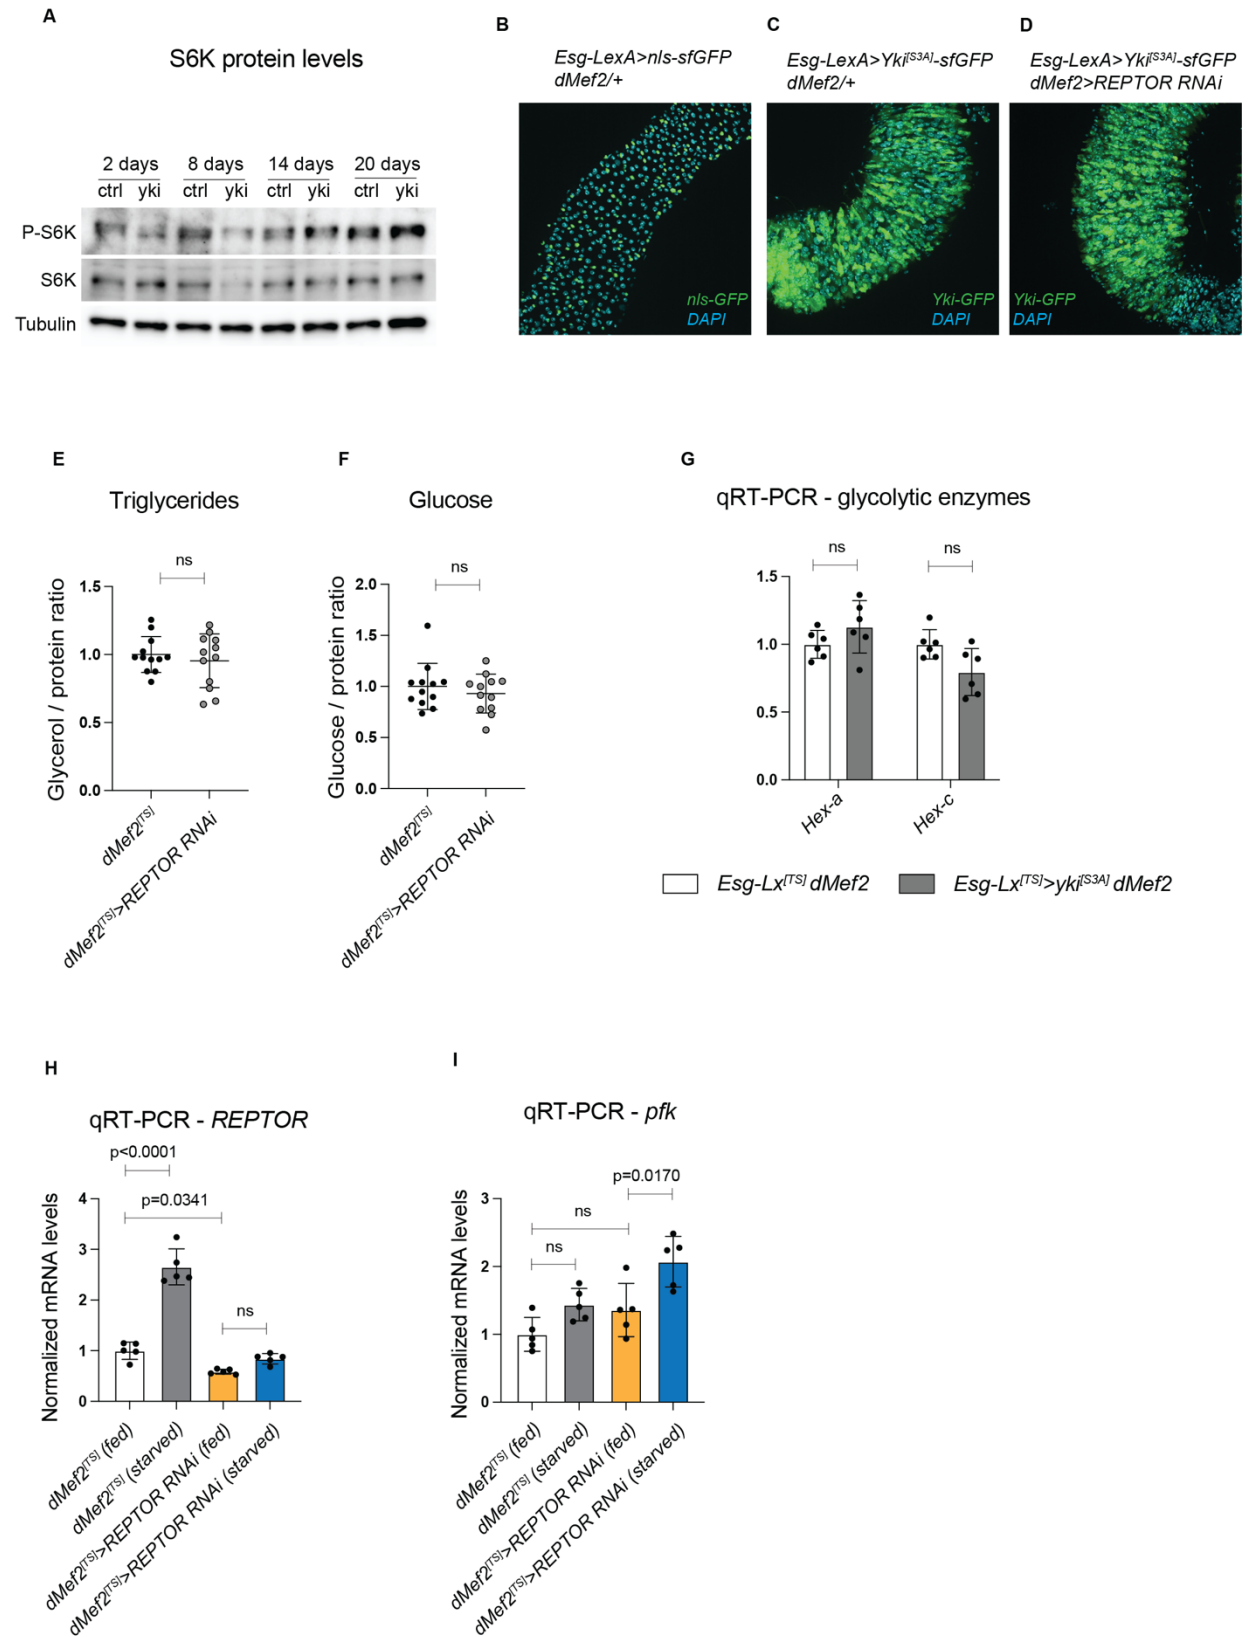 A
S6K protein levels
2 days 8 days 14 days 20 days
ctrl yki ctrl yki ctrl yki ctrl yki
P-S6K
S6K
Tubulin
B
Esg-LexA>nls-sfGFP
dMef2/+
nls-GFP
DAPI
C
Esg-LexA>Yki[S3A]-sfGFP
dMef2/+
Yki-GFP
DAPI
D
Esg-LexA>Yki[S3A]-sfGFP
dMef2>REPTOR RNAi
Yki-GFP
DAPI
E
Triglycerides
ns
Glycerol / protein ratio
1.5
1.0
0.5
0.0
dMef2[TS]
dMef2[TS]>REPTOR RNAi
F
Glucose
ns
Glucose / protein ratio
2.0
1.5
1.0
0.5
0.0
dMef2[TS]
dMef2[TS]>REPTOR RNAi
G
qRT-PCR - glycolytic enzymes
ns ns
1.5
1.0
0.5
0.0
Hex-a Hex-c
Esg-Lx[TS] dMef2 Esg-Lx[TS]>yki[S3A] dMef2
H
qRT-PCR - REPTOR
p<0.0001
p=0.0341
ns
Normalized mRNA levels
4
3
2
1
0
dMef2[TS] (fed)
dMef2[TS] (starved)
dMef2[TS]>REPTOR RNAi (fed)
dMef2[TS]>REPTOR RNAi (starved)
I
qRT-PCR - pfk
p=0.0170
ns
ns
Normalized mRNA levels
3
2
1
0
dMef2[TS] (fed)
dMef2[TS] (starved)
dMef2[TS]>REPTOR RNAi (fed)
dMef2[TS]>REPTOR RNAi (starved)